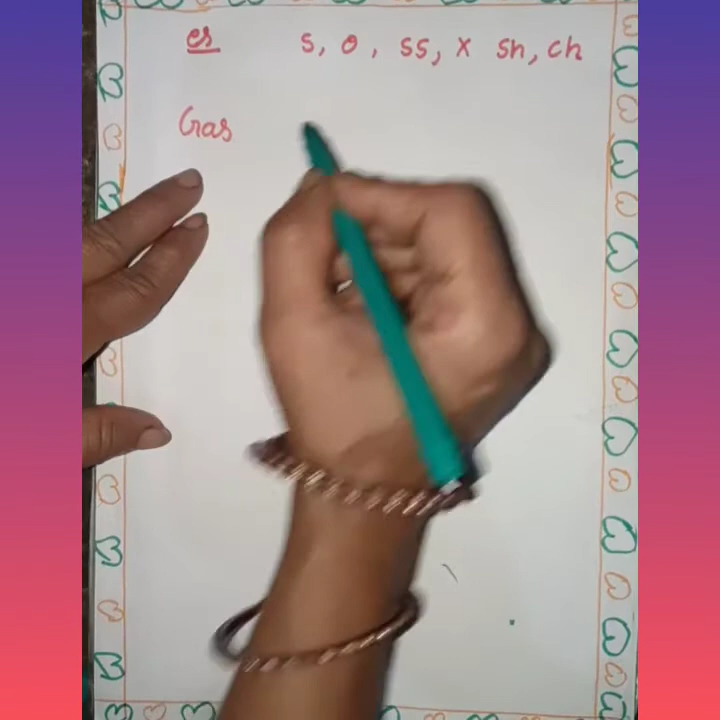 es s, o, ss, x sh, ch
Gas